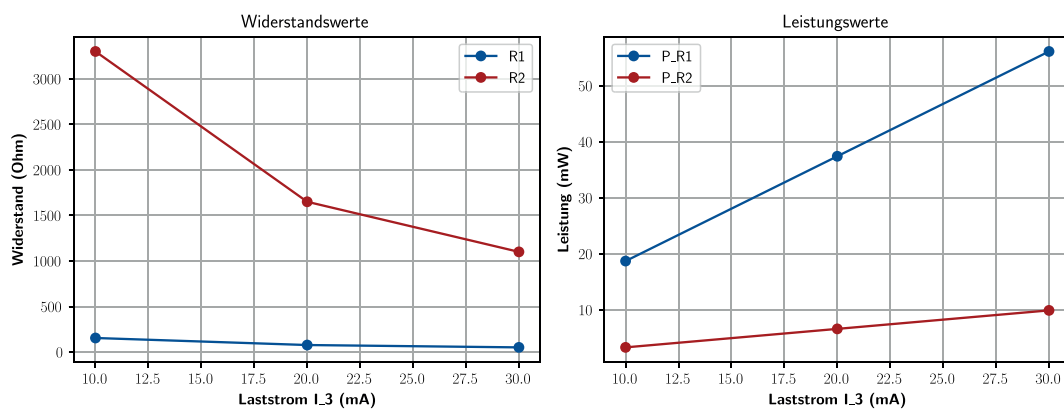 Widerstandswerte
Widerstand (Ohm)
3000
2500
2000
1500
1000
500
0
R1
R2
10.0 12.5 15.0 17.5 20.0 22.5 25.0 27.5 30.0
Laststrom I_3 (mA)
Leistungswerte
Leistung (mW)
50
40
30
20
10
P_R1
P_R2
10.0 12.5 15.0 17.5 20.0 22.5 25.0 27.5 30.0
Laststrom I_3 (mA)